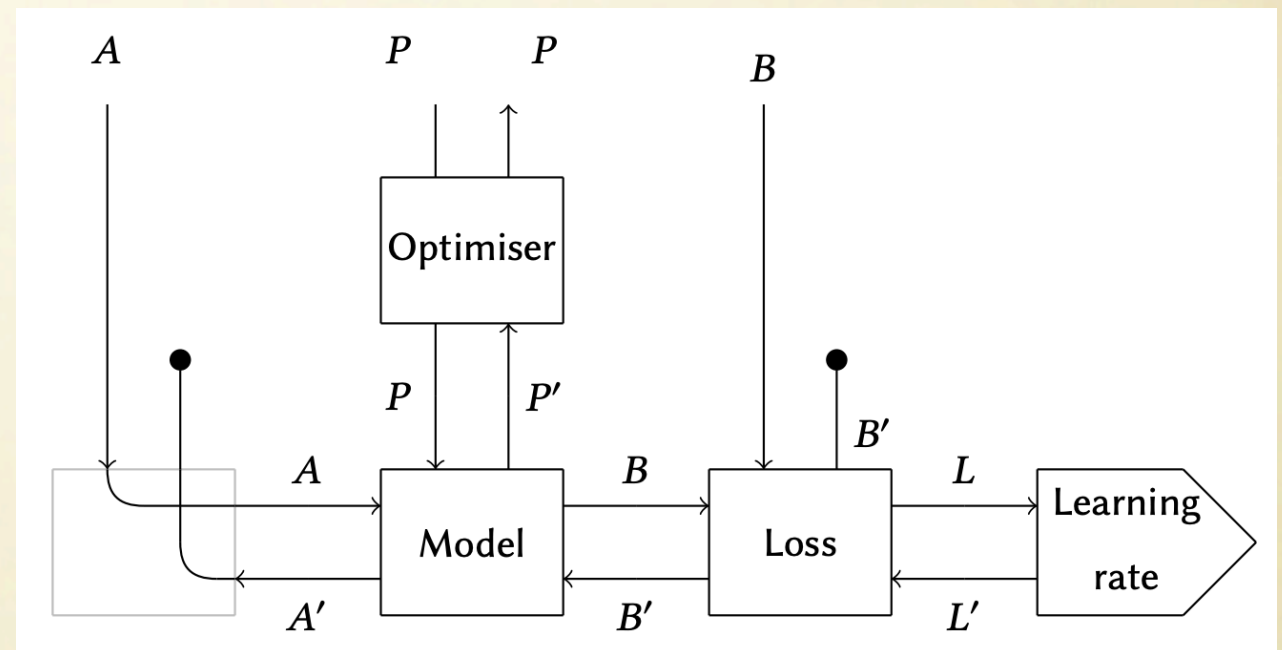 A
P
P
B
Optimiser
P
P′
B′
A
B
L
Model
Loss
Learning
rate
A′
B′
L′